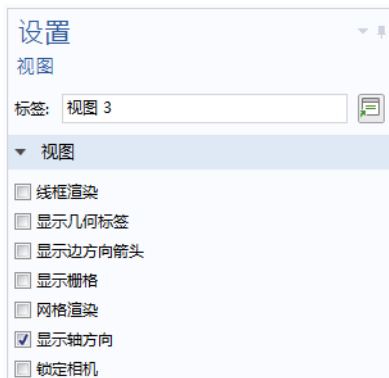 设置
视图
标签: 视图 3
视图
线框渲染
显示几何标签
显示边方向箭头
显示栅格
网格渲染
显示轴方向
锁定相机